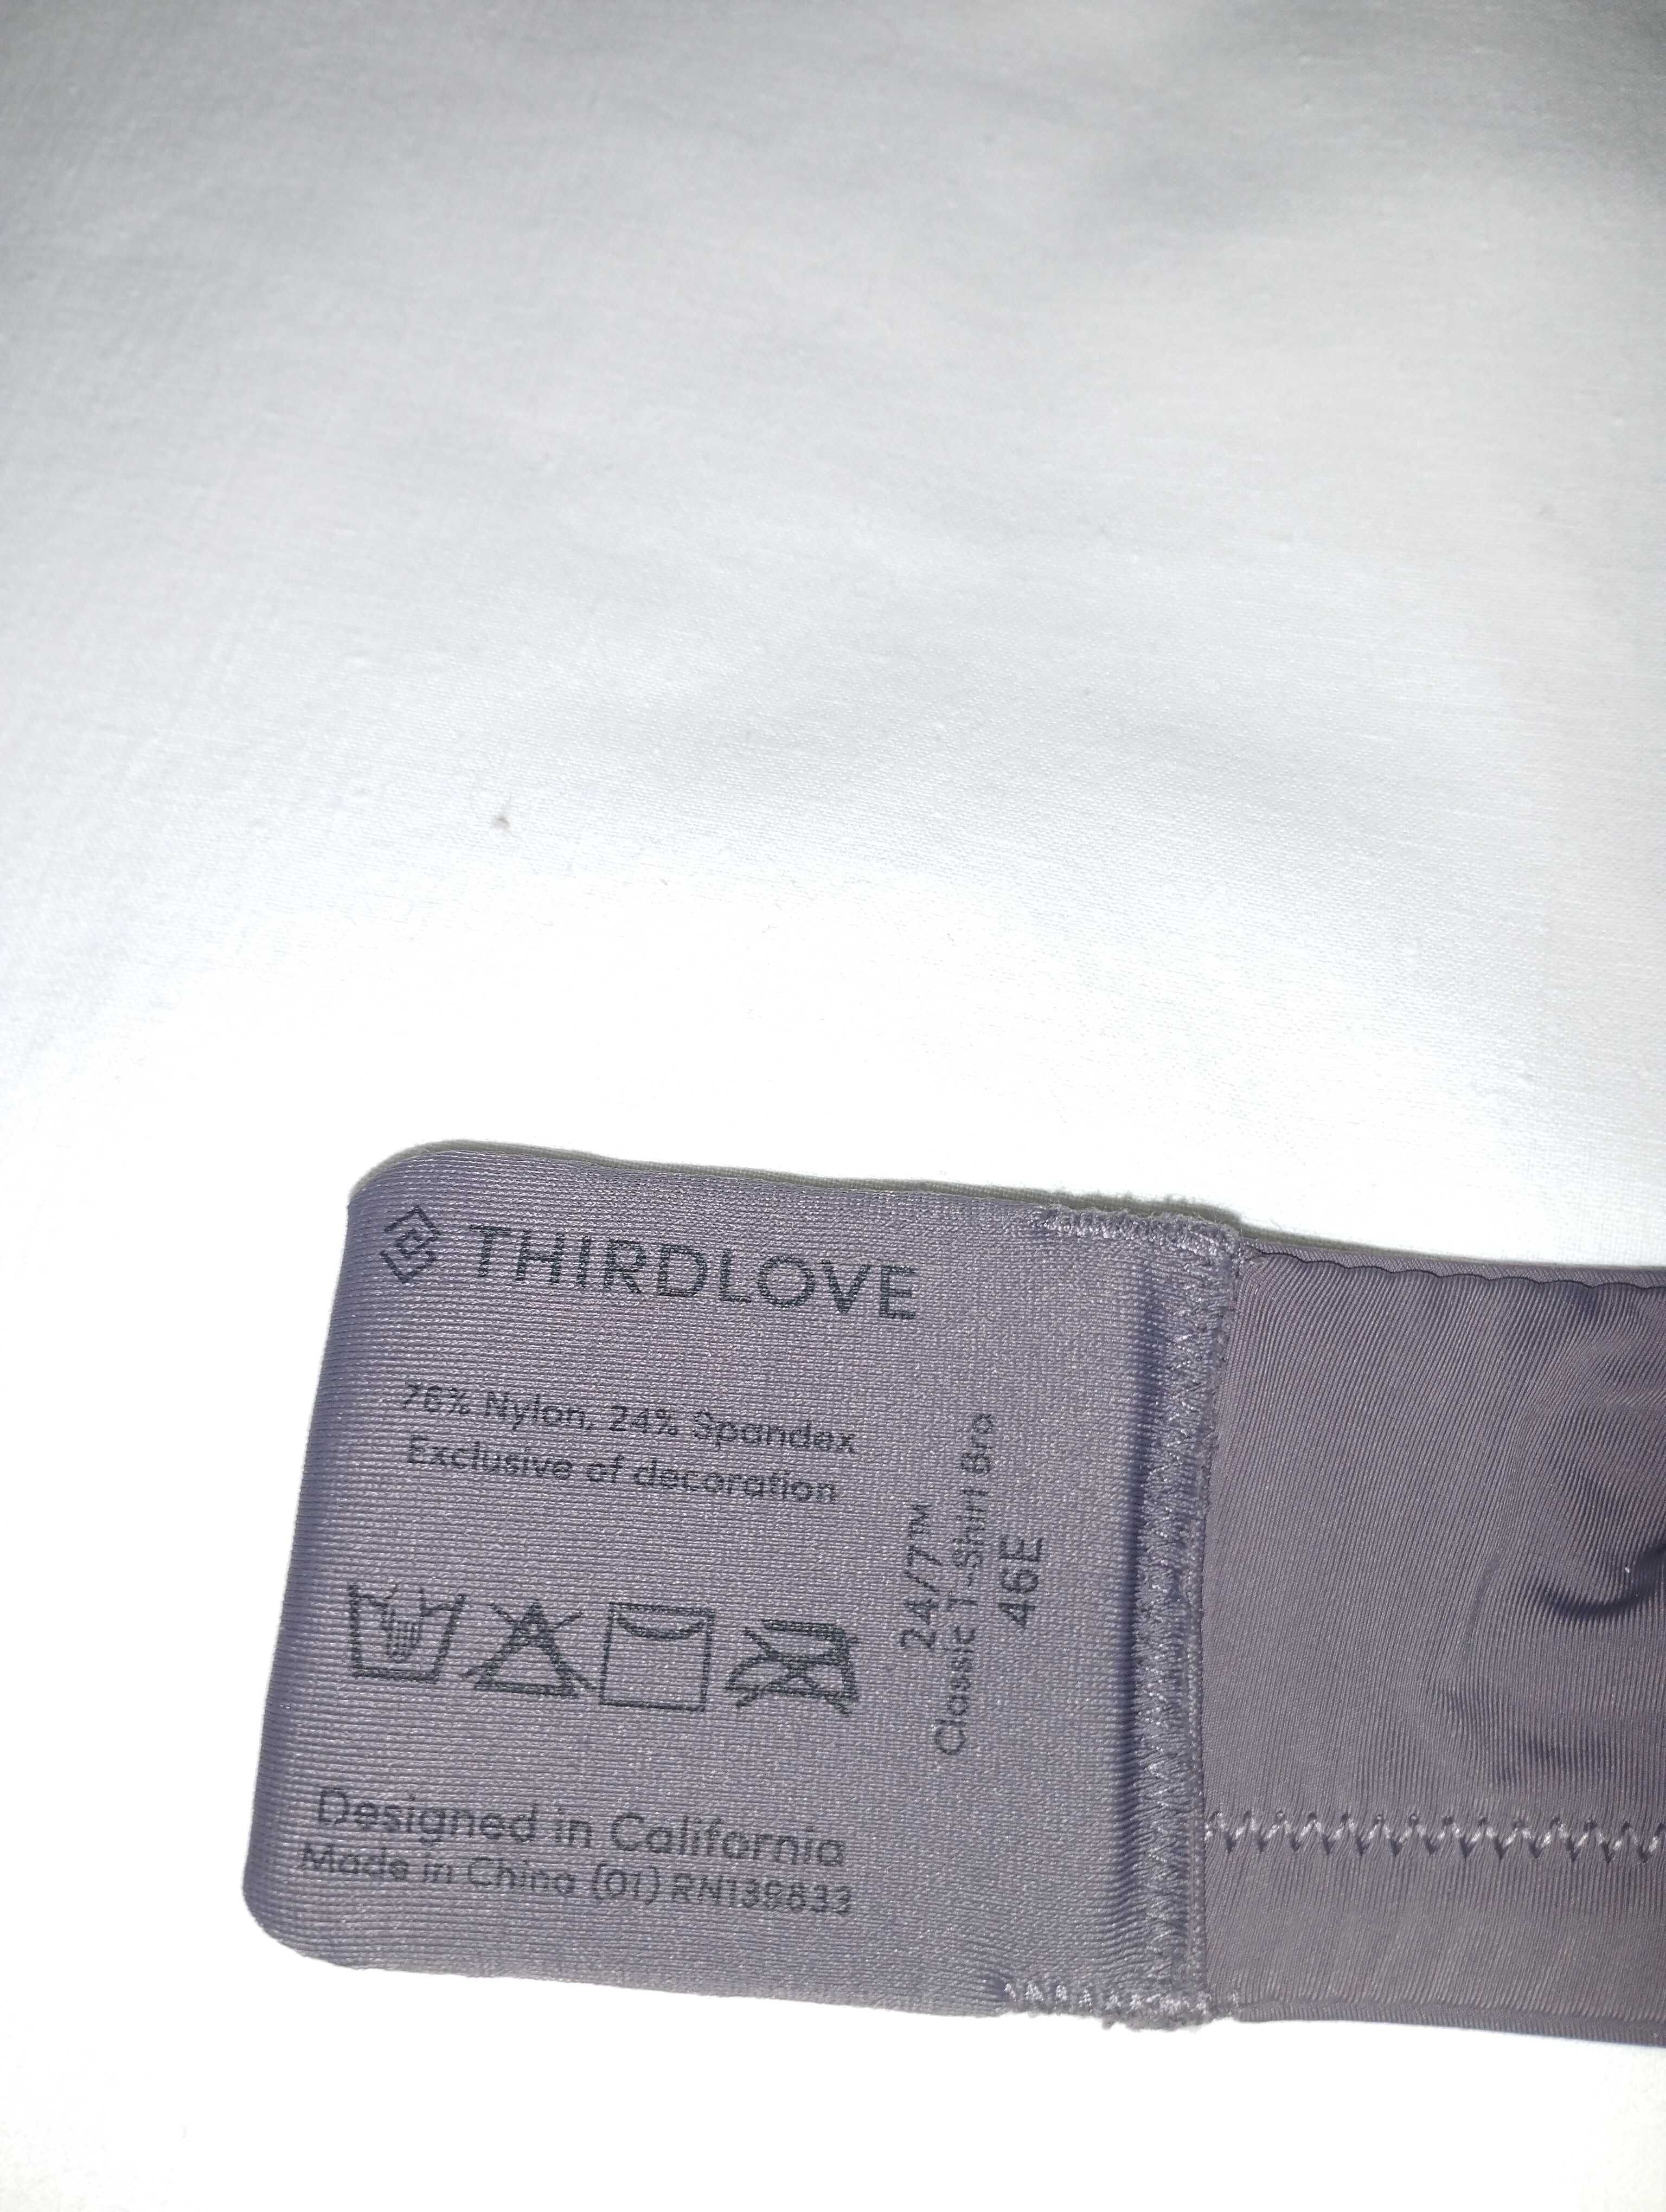 THIRDLOVE
76% Nylon, 24% Spandex
Exclusive of decoration
24/7™
Classic T-Shirt Bra
46E
Designed in California
Made in China (01) RN139633